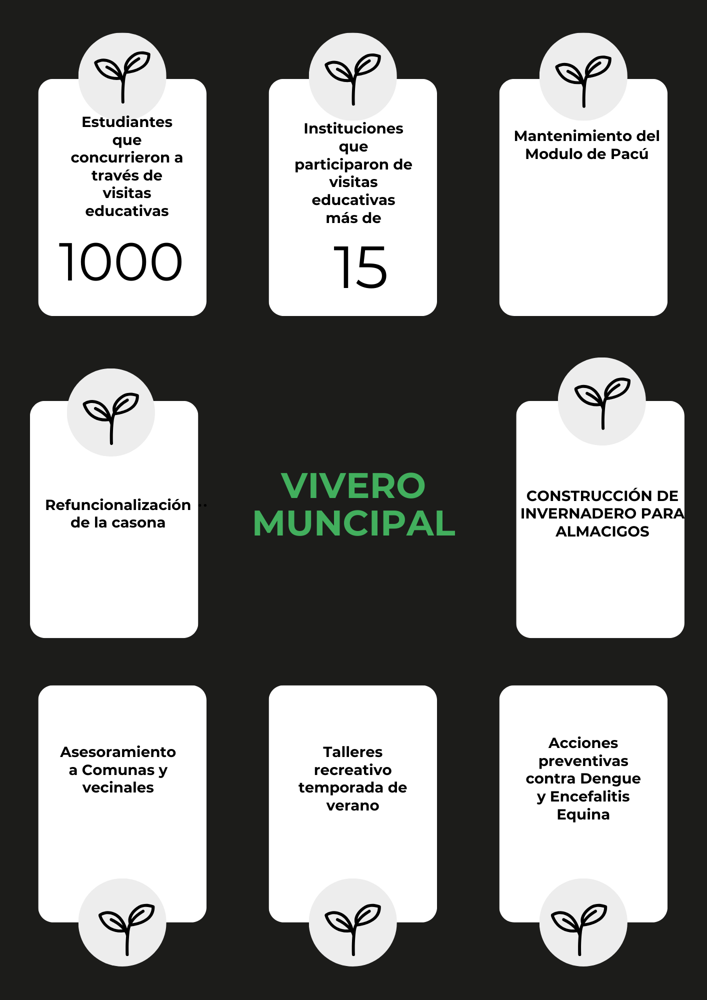 Estudiantes
que
concurrieron a
través de
visitas
educativas
1000
Instituciones
que
participaron de
visitas
educativas
más de
15
Mantenimiento del
Modulo de Pacú
Refuncionalización ..
de la casona
VIVERO
MUNCIPAL
CONSTRUCCIÓN DE
INVERNADERO PARA
ALMACIGOS
Asesoramiento
a Comunas y
vecinales
Talleres
recreativo
temporada de
verano
Acciones
preventivas
contra Dengue
y Encefalitis
Equina